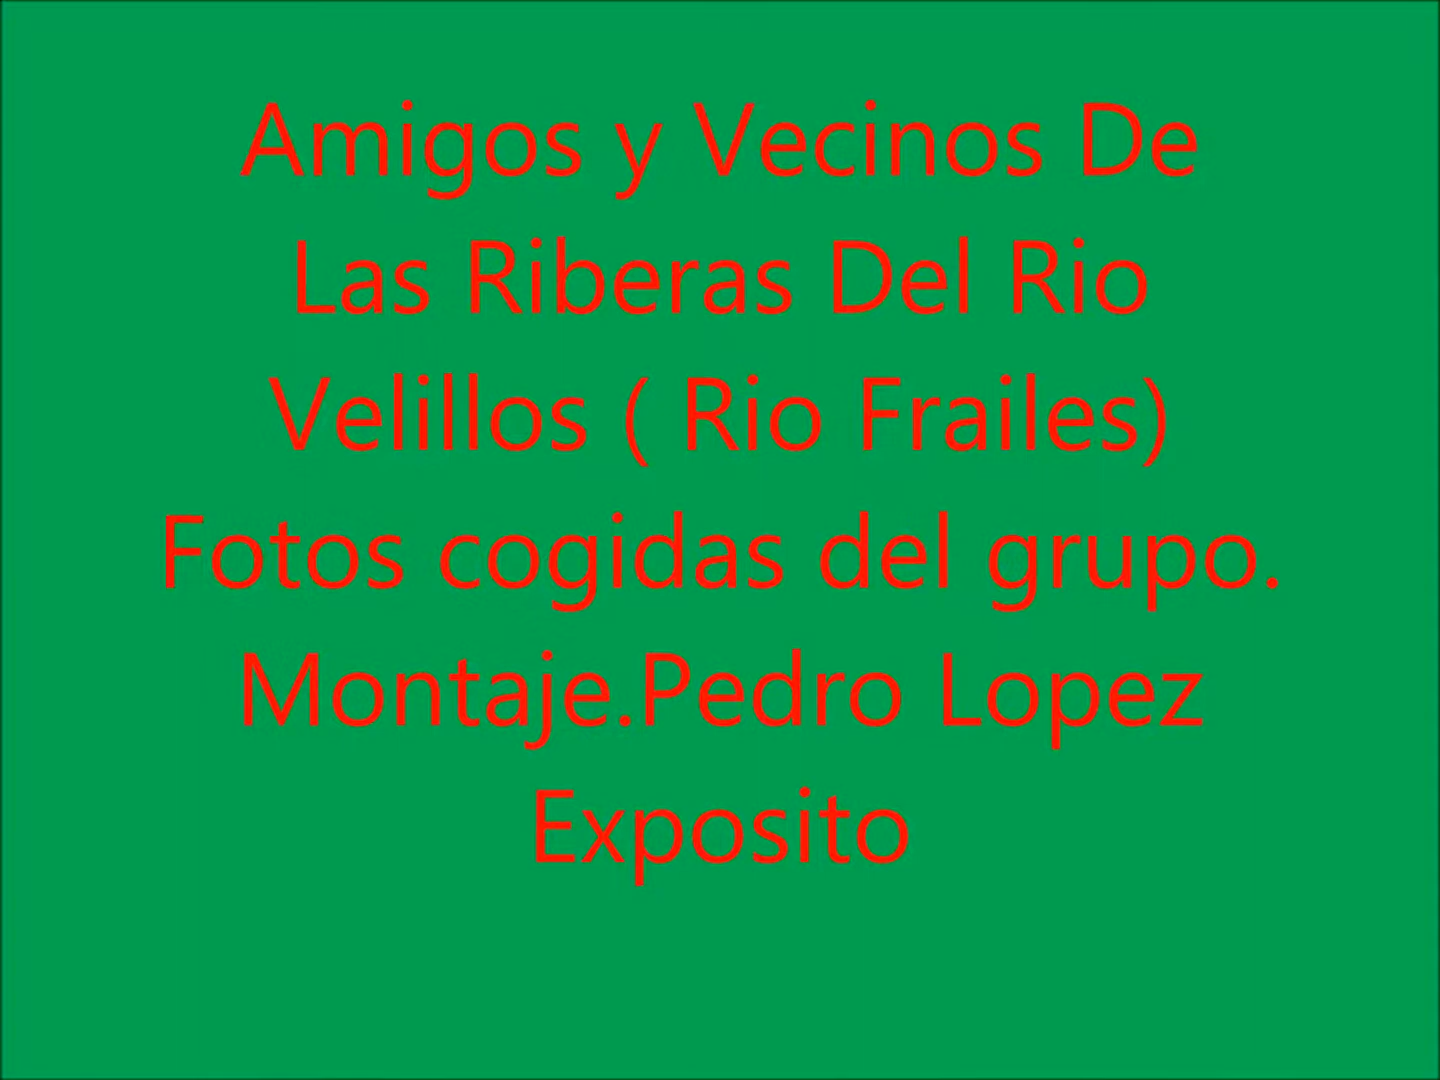 Amigos y Vecinos De
Las Riberas Del Rio
Velillos ( Rio Frailes)
Fotos cogidas del grupo.
Montaje.Pedro Lopez
Exposito